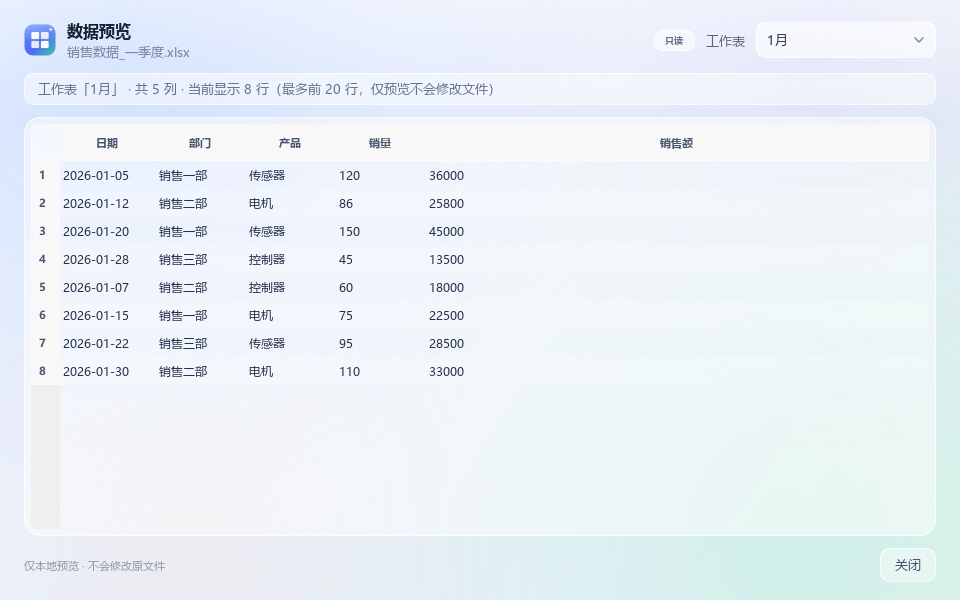 数据预览
销售数据_一季度.xlsx
只读 工作表 1月
工作表「1月」 · 共 5 列 · 当前显示 8 行（最多前 20 行，仅预览不会修改文件）
日期 部门 产品 销量 销售额
1 2026-01-05 销售一部 传感器 120 36000
2 2026-01-12 销售二部 电机 86 25800
3 2026-01-20 销售一部 传感器 150 45000
4 2026-01-28 销售三部 控制器 45 13500
5 2026-01-07 销售二部 控制器 60 18000
6 2026-01-15 销售一部 电机 75 22500
7 2026-01-22 销售三部 传感器 95 28500
8 2026-01-30 销售二部 电机 110 33000
仅本地预览 · 不会修改原文件
关闭